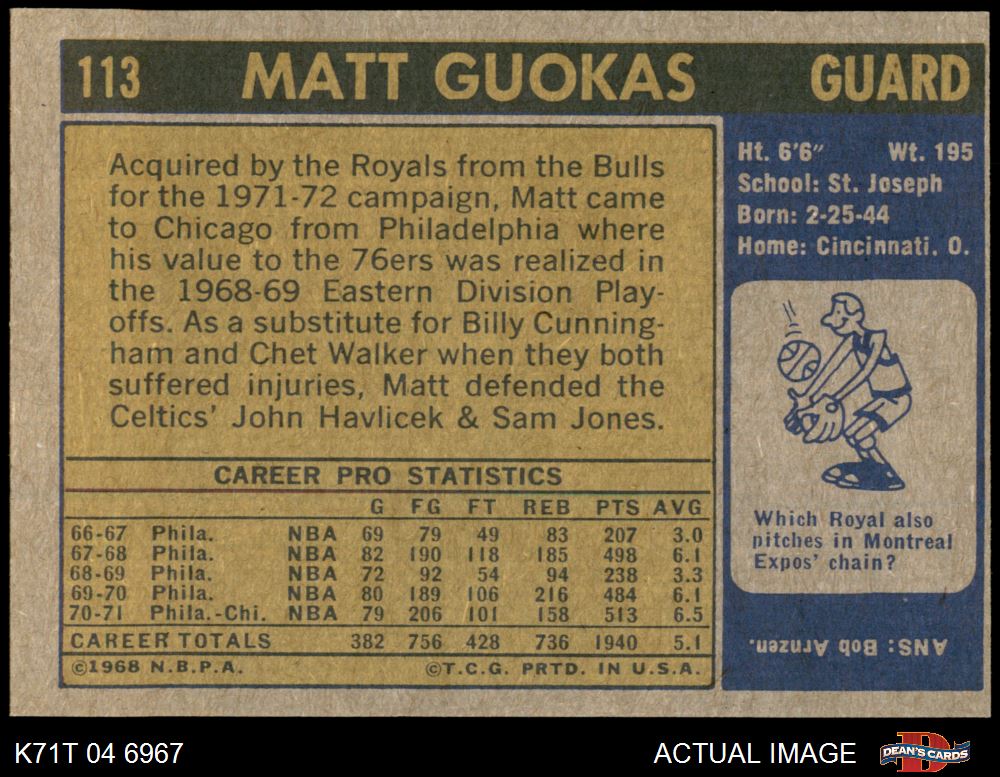 113 MATT GUOKAS GUARD
Acquired by the Royals from the Bulls
for the 1971-72 campaign, Matt came
to Chicago from Philadelphia where
his value to the 76ers was realized in
the 1968-69 Eastern Division Play-
offs. As a substitute for Billy Cunning-
ham and Chet Walker when they both
suffered injuries, Matt defended the
Celtics' John Havlicek & Sam Jones.
CAREER PRO STATISTICS
G FG FT REB PTS AVG
66-67 Phila. NBA 69 79 49 83 207 3.0
67-68 Phila. NBA 82 190 118 185 498 6.1
68-69 Phila. NBA 72 92 54 94 238 3.3
69-70 Phila. NBA 80 189 106 216 484 6.1
70-71 Phila.-Chi. NBA 79 206 101 158 513 6.5
CAREER TOTALS 382 756 428 736 1940 5.1
©1968 N.B.P.A. ©T.C.G. PRTD. IN U.S.A.
Ht. 6'6" Wt. 195
School: St. Joseph
Born: 2-25-44
Home: Cincinnati, O.
Which Royal also
pitches in Montreal
Expos' chain?
ANS: Bob Arnzen.
K71T 04 6967
ACTUAL IMAGE
D
DEAN'S CARDS